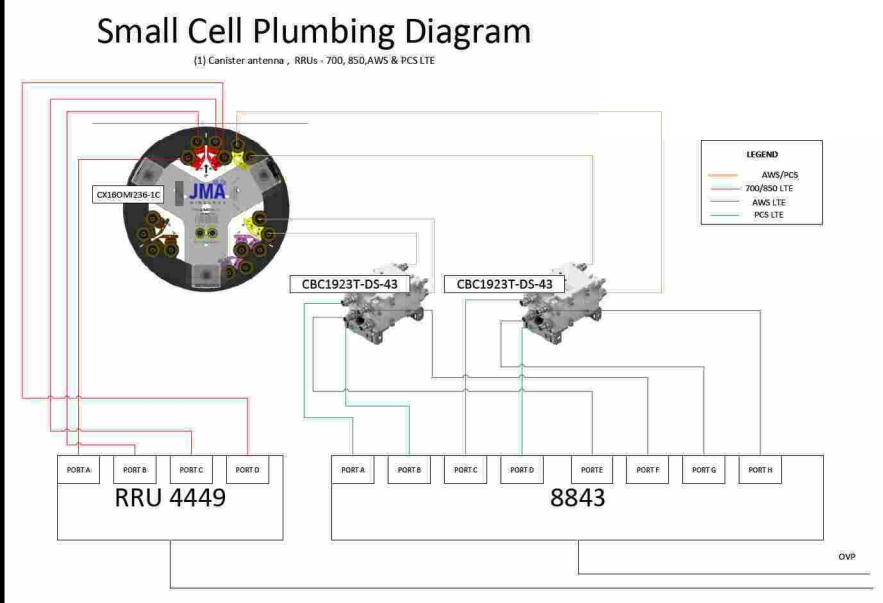 Small Cell Plumbing Diagram
(1) Canister antenna , RRUs - 700, 850,AWS & PCS LTE
LEGEND
AWS/PCS
700/850 LTE
AWS LTE
PCS LTE
CX16OMI236-1C
JMA
WIRELESS
CBC1923T-DS-43
CBC1923T-DS-43
PORT A
PORT B
PORT C
PORT D
PORT A
PORT B
PORT C
PORT D
PORT E
PORT F
PORT G
PORT H
RRU 4449
8843
OVP